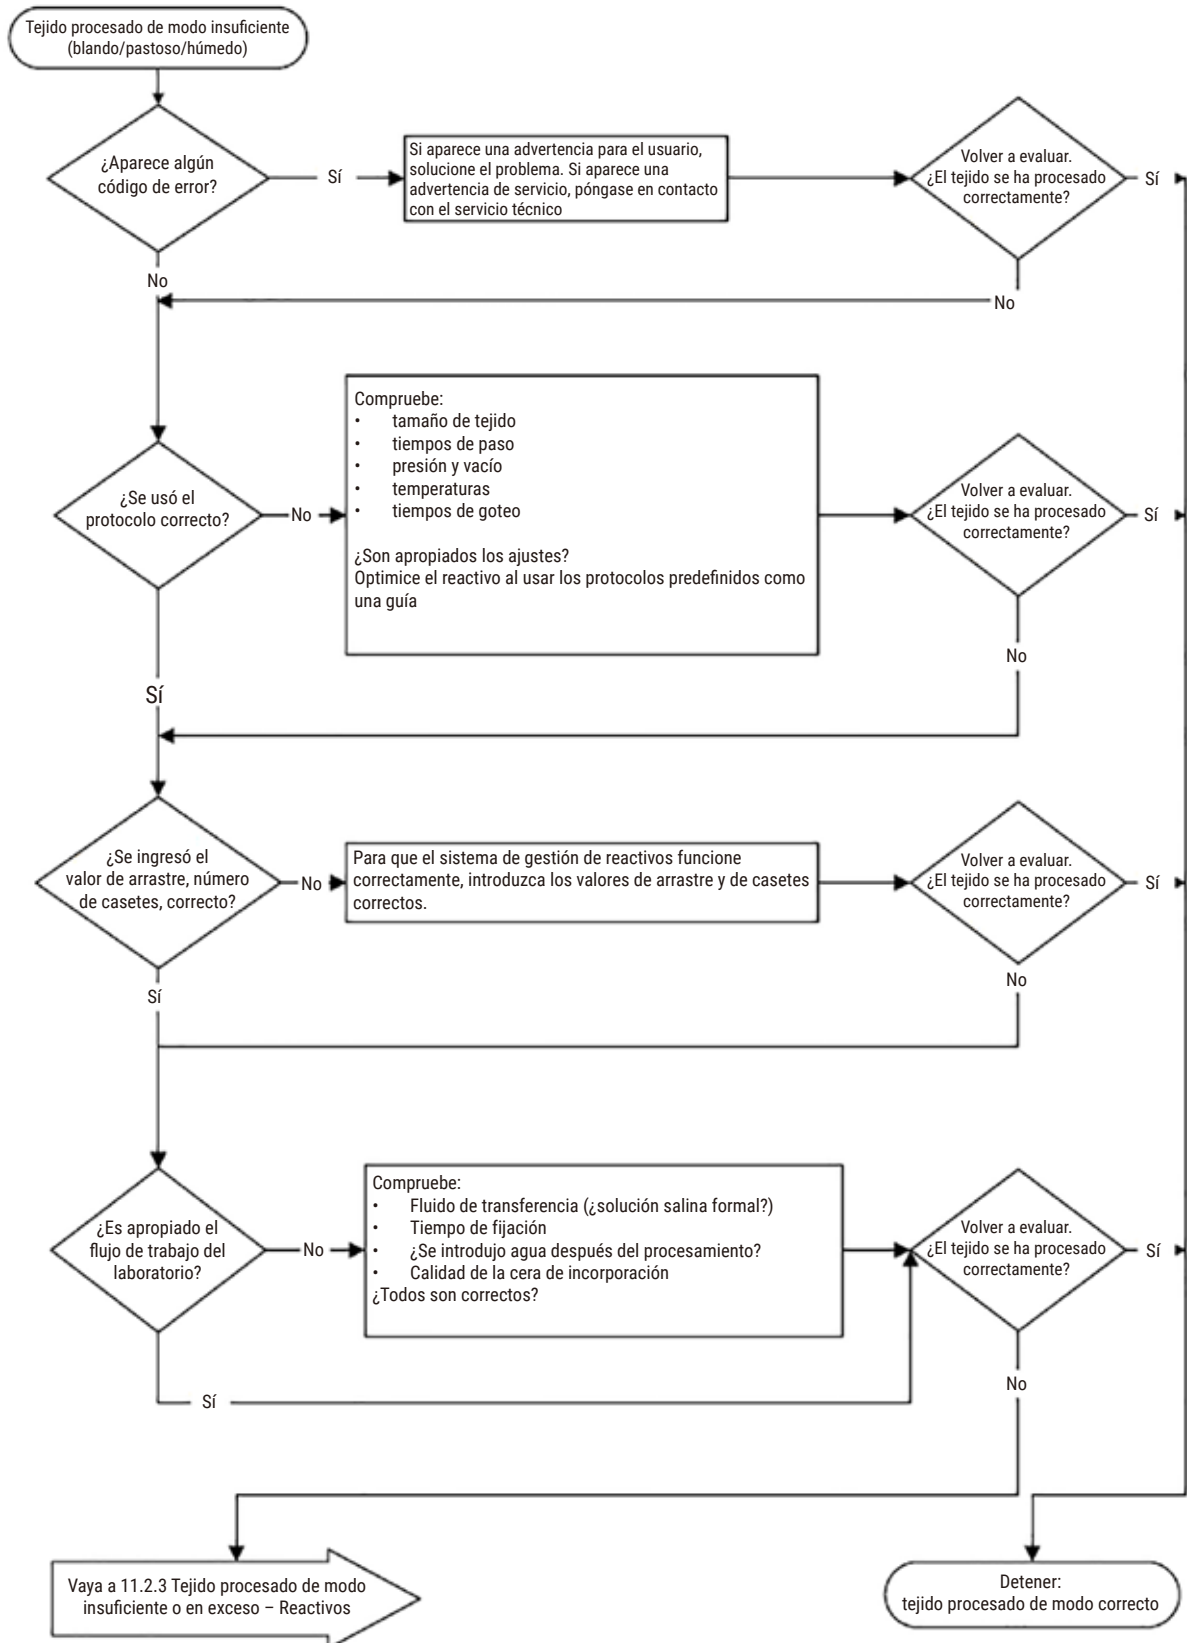 Tejido procesado de modo insuficiente
(blando/pastoso/húmedo)
¿Aparece algún
código de error?
Sí
Si aparece una advertencia para el usuario,
solucione el problema. Si aparece una
advertencia de servicio, póngase en contacto
con el servicio técnico
Volver a evaluar.
¿El tejido se ha procesado
correctamente?
Sí
No
No
¿Se usó el
protocolo correcto?
No
Compruebe:
• tamaño de tejido
• tiempos de paso
• presión y vacío
• temperaturas
• tiempos de goteo
¿Son apropiados los ajustes?
Optimice el reactivo al usar los protocolos predefinidos como
una guía
Volver a evaluar.
¿El tejido se ha procesado
correctamente?
Sí
No
Sí
¿Se ingresó el
valor de arrastre, número
de casetes, correcto?
No
Para que el sistema de gestión de reactivos funcione
correctamente, introduzca los valores de arrastre y de casetes
correctos.
Volver a evaluar.
¿El tejido se ha procesado
correctamente?
Sí
No
Sí
¿Es apropiado el
flujo de trabajo del
laboratorio?
No
Compruebe:
• Fluido de transferencia (¿solución salina formal?)
• Tiempo de fijación
• ¿Se introdujo agua después del procesamiento?
• Calidad de la cera de incorporación
¿Todos son correctos?
Volver a evaluar.
¿El tejido se ha procesado
correctamente?
Sí
No
Sí
Vaya a 11.2.3 Tejido procesado de modo
insuficiente o en exceso – Reactivos
Detener:
tejido procesado de modo correcto